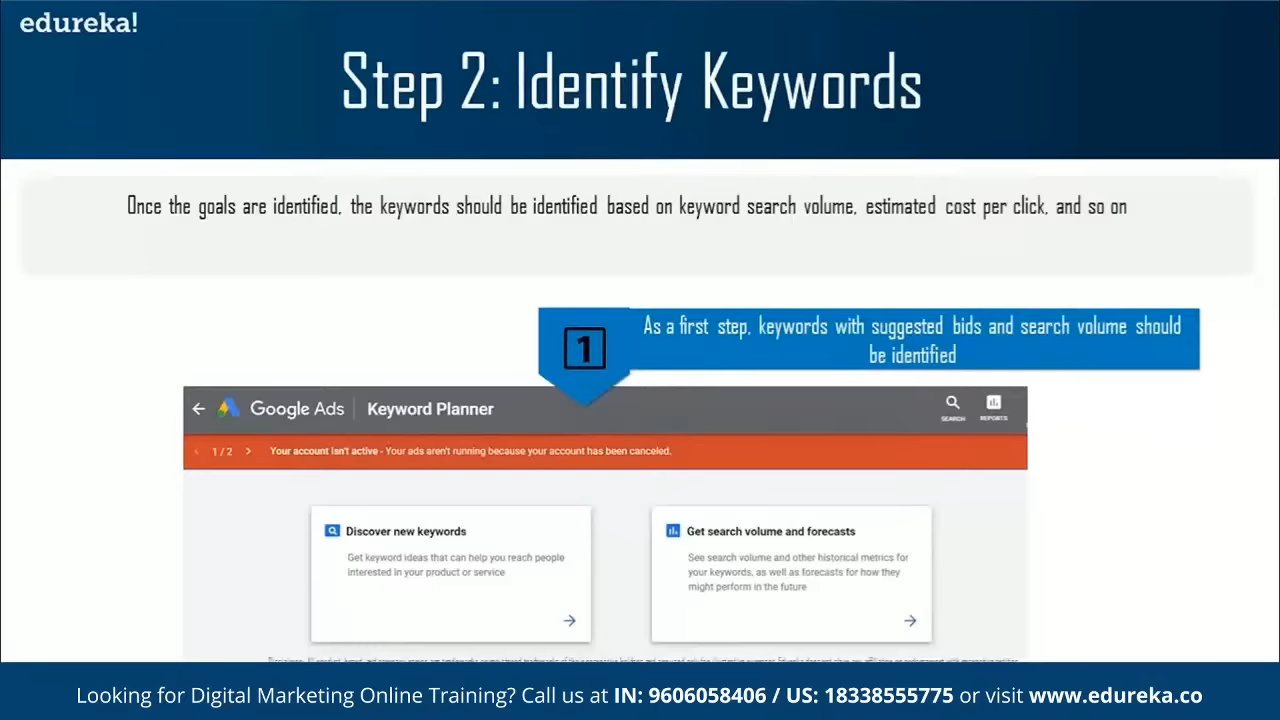 edureka!
Step 2: Identify Keywords
Once the goals are identified, the keywords should be identified based on keyword search volume, estimated cost per click, and so on
1
As a first step, keywords with suggested bids and search volume should
be identified
Google Ads Keyword Planner
SEARCH REPORTS
1 / 2 Your account isn't active - Your ads aren't running because your account has been canceled.
Discover new keywords
Get keyword ideas that can help you reach people
interested in your product or service
Get search volume and forecasts
See search volume and other historical metrics for
your keywords, as well as forecasts for how they
might perform in the future
Looking for Digital Marketing Online Training? Call us at IN: 9606058406 / US: 18338555775 or visit www.edureka.co